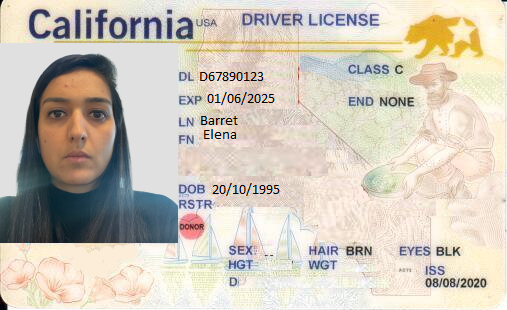 California USA DRIVER LICENSE
DL D67890123
CLASS C
EXP 01/06/2025
END NONE
LN Barret
FN Elena
DOB 20/10/1995
RSTR
DONOR
SEX -- HAIR BRN EYES BLK
HGT WGT
ISS
D
08/08/2020